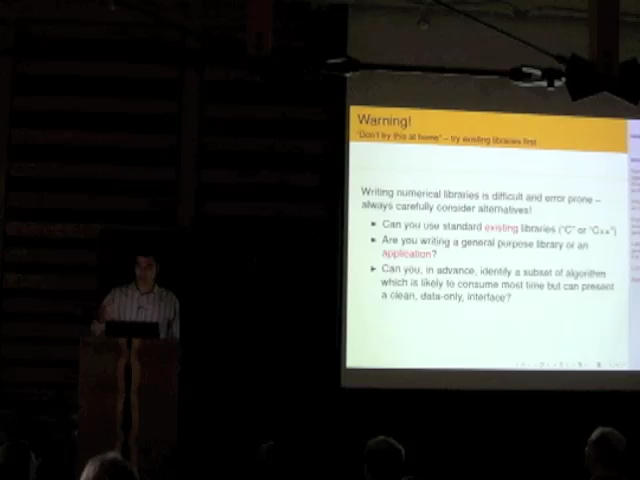 Warning!
"Don't try this at home" – try existing libraries first
Writing numerical libraries is difficult and error prone –
always carefully consider alternatives!
► Can you use standard existing libraries ("C" or "C++")
► Are you writing a general purpose library or an
application?
► Can you, in advance, identify a subset of algorithm
which is likely to consume most time but can present
a clean, data-only, interface?